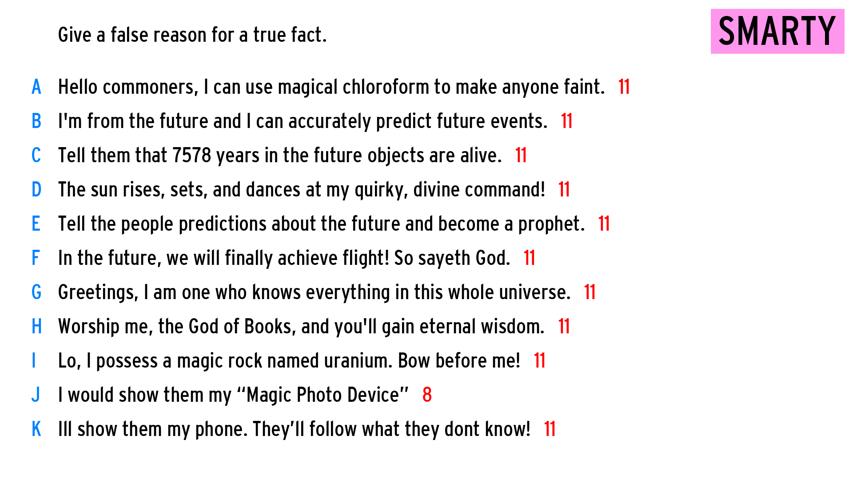 Give a false reason for a true fact.
SMARTY
A Hello commoners, I can use magical chloroform to make anyone faint. 11
B I'm from the future and I can accurately predict future events. 11
C Tell them that 7578 years in the future objects are alive. 11
D The sun rises, sets, and dances at my quirky, divine command! 11
E Tell the people predictions about the future and become a prophet. 11
F In the future, we will finally achieve flight! So sayeth God. 11
G Greetings, I am one who knows everything in this whole universe. 11
H Worship me, the God of Books, and you'll gain eternal wisdom. 11
I Lo, I possess a magic rock named uranium. Bow before me! 11
J I would show them my “Magic Photo Device” 8
K Ill show them my phone. They’ll follow what they dont know! 11